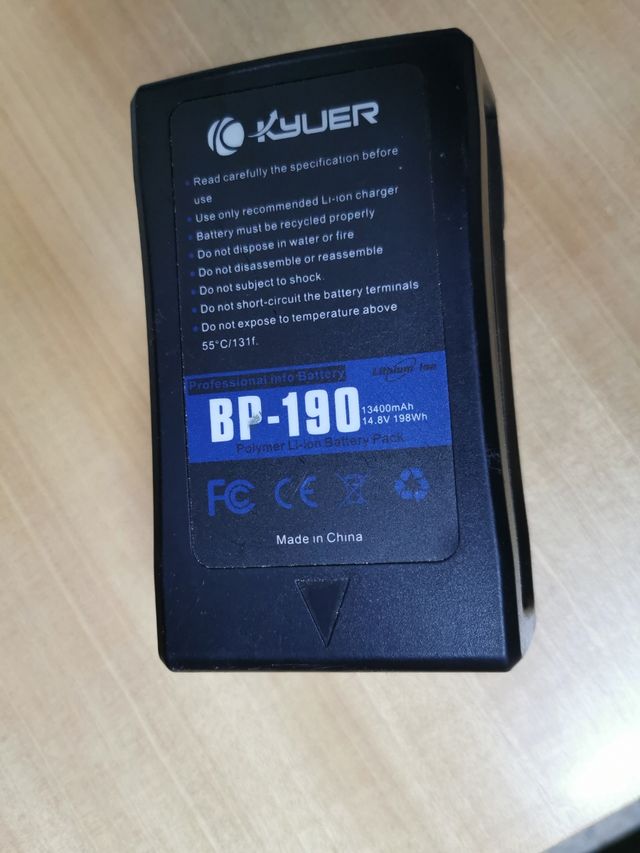 KYUER
Read carefully the specification before
use
Use only recommended Li-ion charger
Battery must be recycled properly
Do not dispose in water or fire
Do not disassemble or reassemble
Do not subject to shock.
Do not short-circuit the battery terminals
Do not expose to temperature above
55°C/131f.
Professional Info Battery
Lithium Ion
BP-190
13400mAh
14.8V 198Wh
Polymer Li-ion Battery Pack
FC CE
Made in China